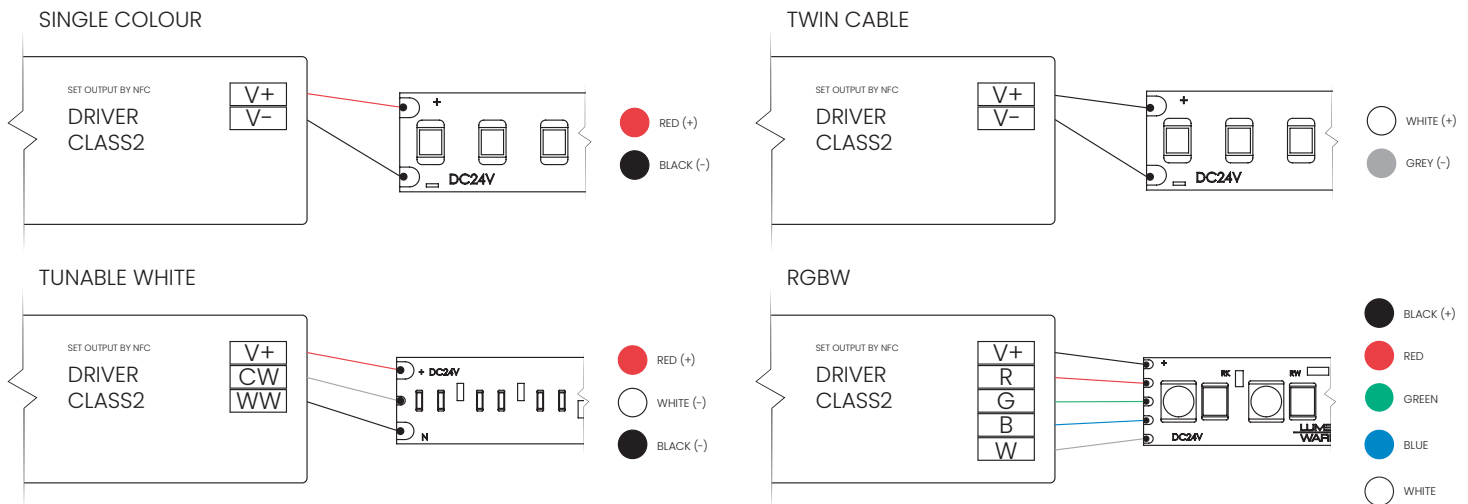 SINGLE COLOUR
SET OUTPUT BY NFC
DRIVER
CLASS2
V+
V-
+
DC24V
RED (+)
BLACK (-)
TWIN CABLE
SET OUTPUT BY NFC
DRIVER
CLASS2
V+
V-
+
DC24V
WHITE (+)
GREY (-)
TUNABLE WHITE
SET OUTPUT BY NFC
DRIVER
CLASS2
V+
CW
WW
+ DC24V
N
RED (+)
WHITE (-)
BLACK (-)
RGBW
SET OUTPUT BY NFC
DRIVER
CLASS2
V+
R
G
B
W
+
RK
RW
DC24V
BLACK (+)
RED
GREEN
BLUE
WHITE